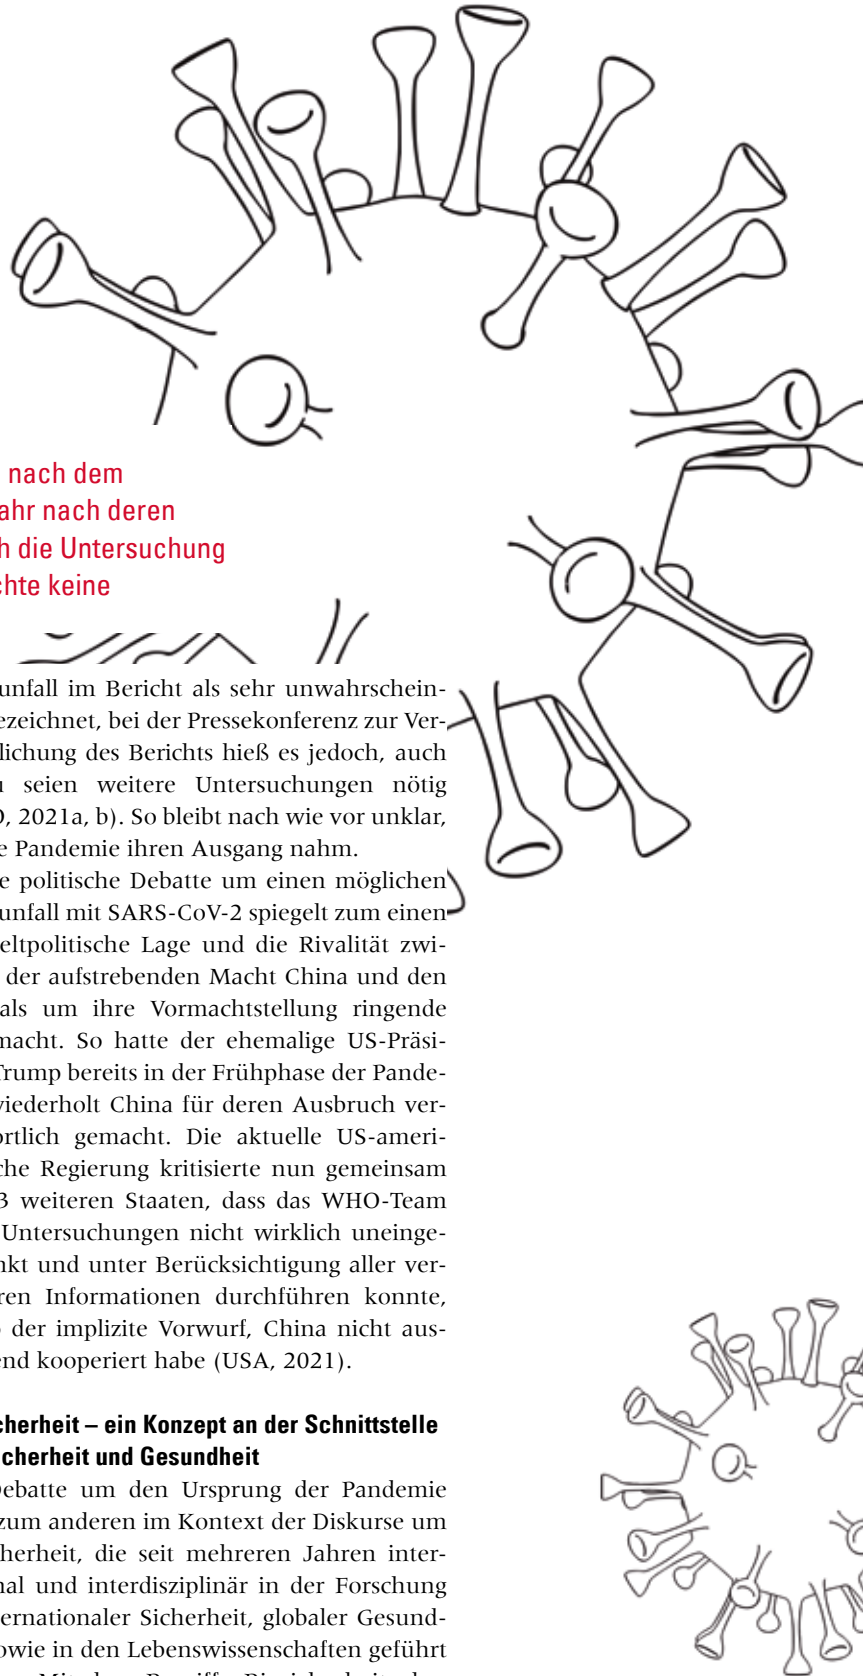 nach dem
ahr nach deren
h die Untersuchung
chte keine
unfall im Bericht als sehr unwahrschein-
ezeichnet, bei der Pressekonferenz zur Ver-
lichung des Berichts hieß es jedoch, auch
seien weitere Untersuchungen nötig
, 2021a, b). So bleibt nach wie vor unklar,
e Pandemie ihren Ausgang nahm.
e politische Debatte um einen möglichen
unfall mit SARS-CoV-2 spiegelt zum einen
eltpolitische Lage und die Rivalität zwi-
der aufstrebenden Macht China und den
als um ihre Vormachtstellung ringende
macht. So hatte der ehemalige US-Präsi-
Trump bereits in der Frühphase der Pande-
wiederholt China für deren Ausbruch ver-
ortlich gemacht. Die aktuelle US-ameri-
che Regierung kritisierte nun gemeinsam
3 weiteren Staaten, dass das WHO-Team
Untersuchungen nicht wirklich uneinge-
nkt und unter Berücksichtigung aller ver-
ren Informationen durchführen konnte,
der implizite Vorwurf, China nicht aus-
end kooperiert habe (USA, 2021).
cherheit – ein Konzept an der Schnittstelle
cherheit und Gesundheit
Debatte um den Ursprung der Pandemie
zum anderen im Kontext der Diskurse um
herheit, die seit mehreren Jahren inter-
nal und interdisziplinär in der Forschung
ternationaler Sicherheit, globaler Gesund-
owie in den Lebenswissenschaften geführt